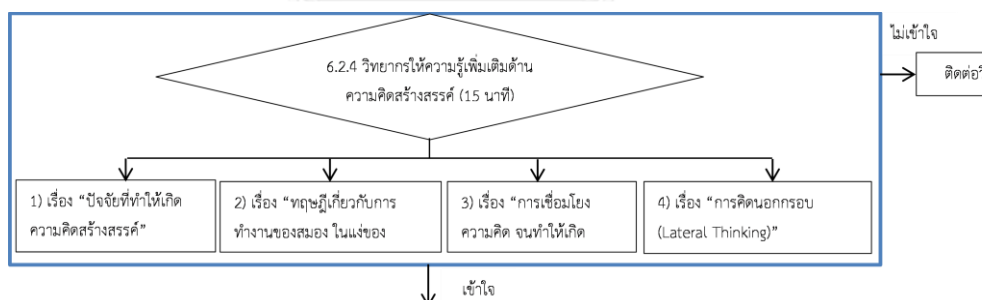 6.2.4 วิทยากรให้ความรู้เพิ่มเติมด้าน
ความคิดสร้างสรรค์ (15 นาที)
ไม่เข้าใจ
ติดต่อวิ
1) เรื่อง “ปัจจัยที่ทำให้เกิด
ความคิดสร้างสรรค์”
2) เรื่อง “ทฤษฎีเกี่ยวกับการ
ทำงานของสมอง ในแง่ของ
3) เรื่อง “การเชื่อมโยง
ความคิด จนทำให้เกิด
4) เรื่อง “การคิดนอกกรอบ
(Lateral Thinking)”
เข้าใจ